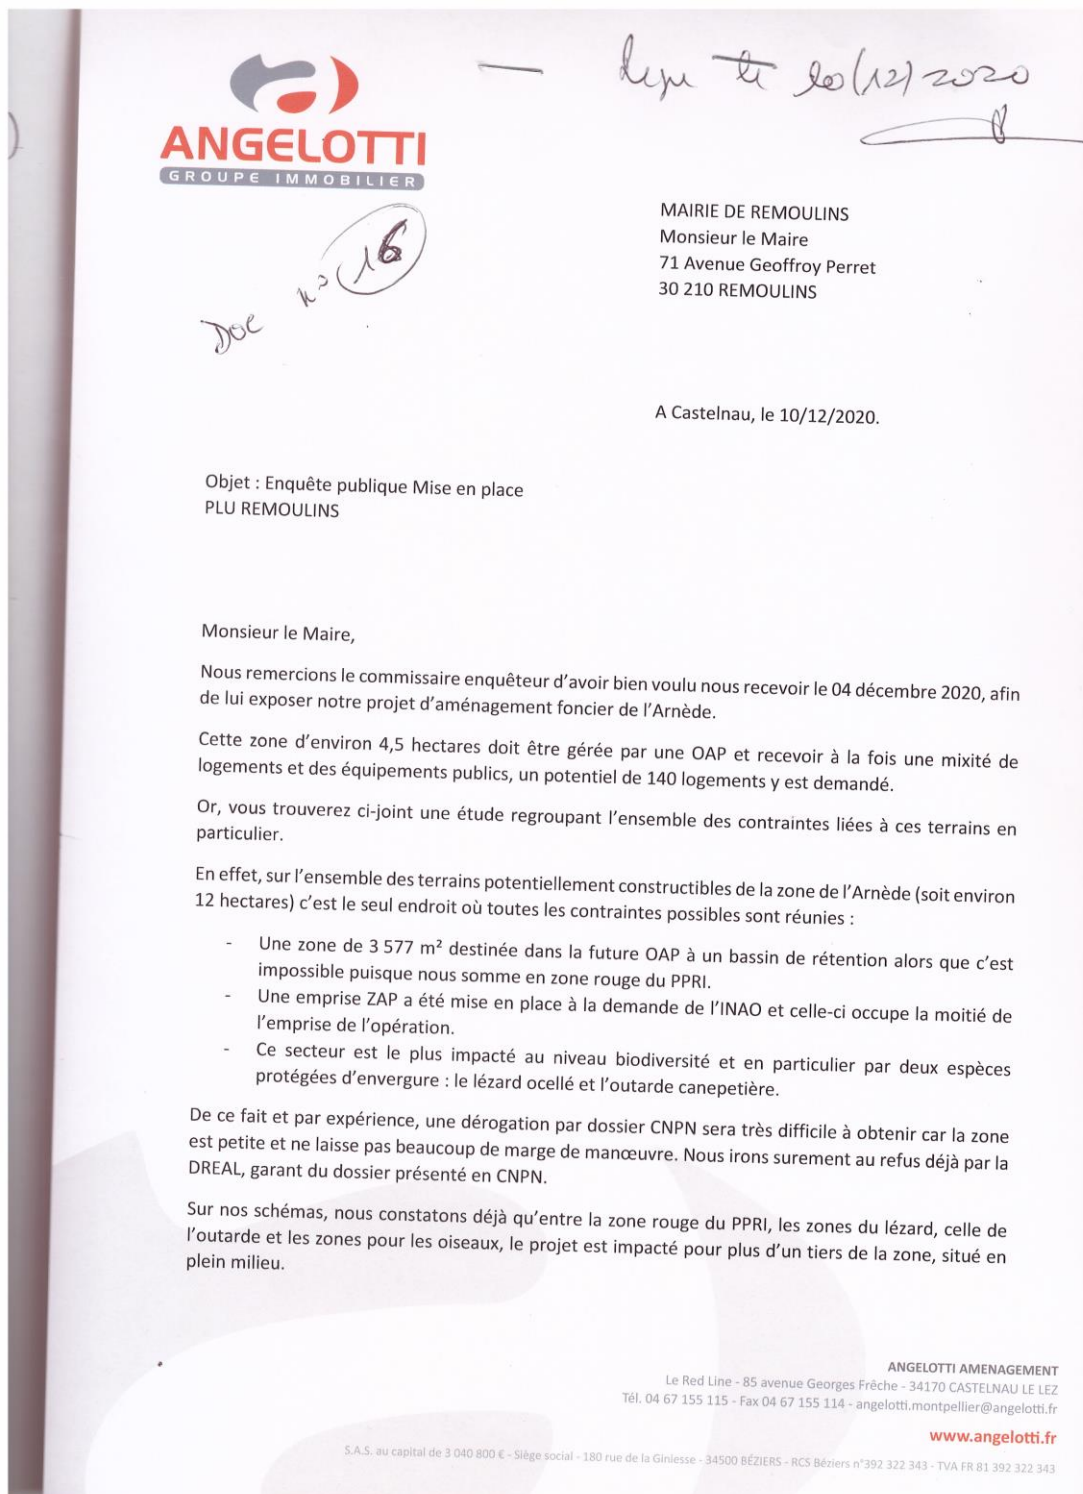 le 10/12/2020
ANGELOTTI
GROUPE IMMOBILIER
Doc n° 16
MAIRIE DE REMOULINS
Monsieur le Maire
71 Avenue Geoffroy Perret
30 210 REMOULINS
A Castelnau, le 10/12/2020.
Objet : Enquête publique Mise en place
PLU REMOULINS
Monsieur le Maire,
Nous remercions le commissaire enquêteur d'avoir bien voulu nous recevoir le 04 décembre 2020, afin
de lui exposer notre projet d'aménagement foncier de l'Arnède.
Cette zone d'environ 4,5 hectares doit être gérée par une OAP et recevoir à la fois une mixité de
logements et des équipements publics, un potentiel de 140 logements y est demandé.
Or, vous trouverez ci-joint une étude regroupant l'ensemble des contraintes liées à ces terrains en
particulier.
En effet, sur l'ensemble des terrains potentiellement constructibles de la zone de l'Arnède (soit environ
12 hectares) c'est le seul endroit où toutes les contraintes possibles sont réunies :
- Une zone de 3 577 m² destinée dans la future OAP à un bassin de rétention alors que c'est
impossible puisque nous somme en zone rouge du PPRI.
- Une emprise ZAP a été mise en place à la demande de l'INAO et celle-ci occupe la moitié de
l'emprise de l'opération.
- Ce secteur est le plus impacté au niveau biodiversité et en particulier par deux espèces
protégées d'envergure : le lézard ocellé et l'outarde canepetière.
De ce fait et par expérience, une dérogation par dossier CNPN sera très difficile à obtenir car la zone
est petite et ne laisse pas beaucoup de marge de manœuvre. Nous irons surement au refus déjà par la
DREAL, garant du dossier présenté en CNPN.
Sur nos schémas, nous constatons déjà qu'entre la zone rouge du PPRI, les zones du lézard, celle de
l'outarde et les zones pour les oiseaux, le projet est impacté pour plus d'un tiers de la zone, situé en
plein milieu.
ANGELOTTI AMENAGEMENT
Le Red Line - 85 avenue Georges Frêche - 34170 CASTELNAU LE LEZ
Tél. 04 67 155 115 - Fax 04 67 155 114 - angelotti.montpellier@angelotti.fr
www.angelotti.fr
S.A.S. au capital de 3 040 800 € - Siège social - 180 rue de la Giniesse - 34500 BÉZIERS - RCS Béziers n°392 322 343 - TVA FR 81 392 322 343